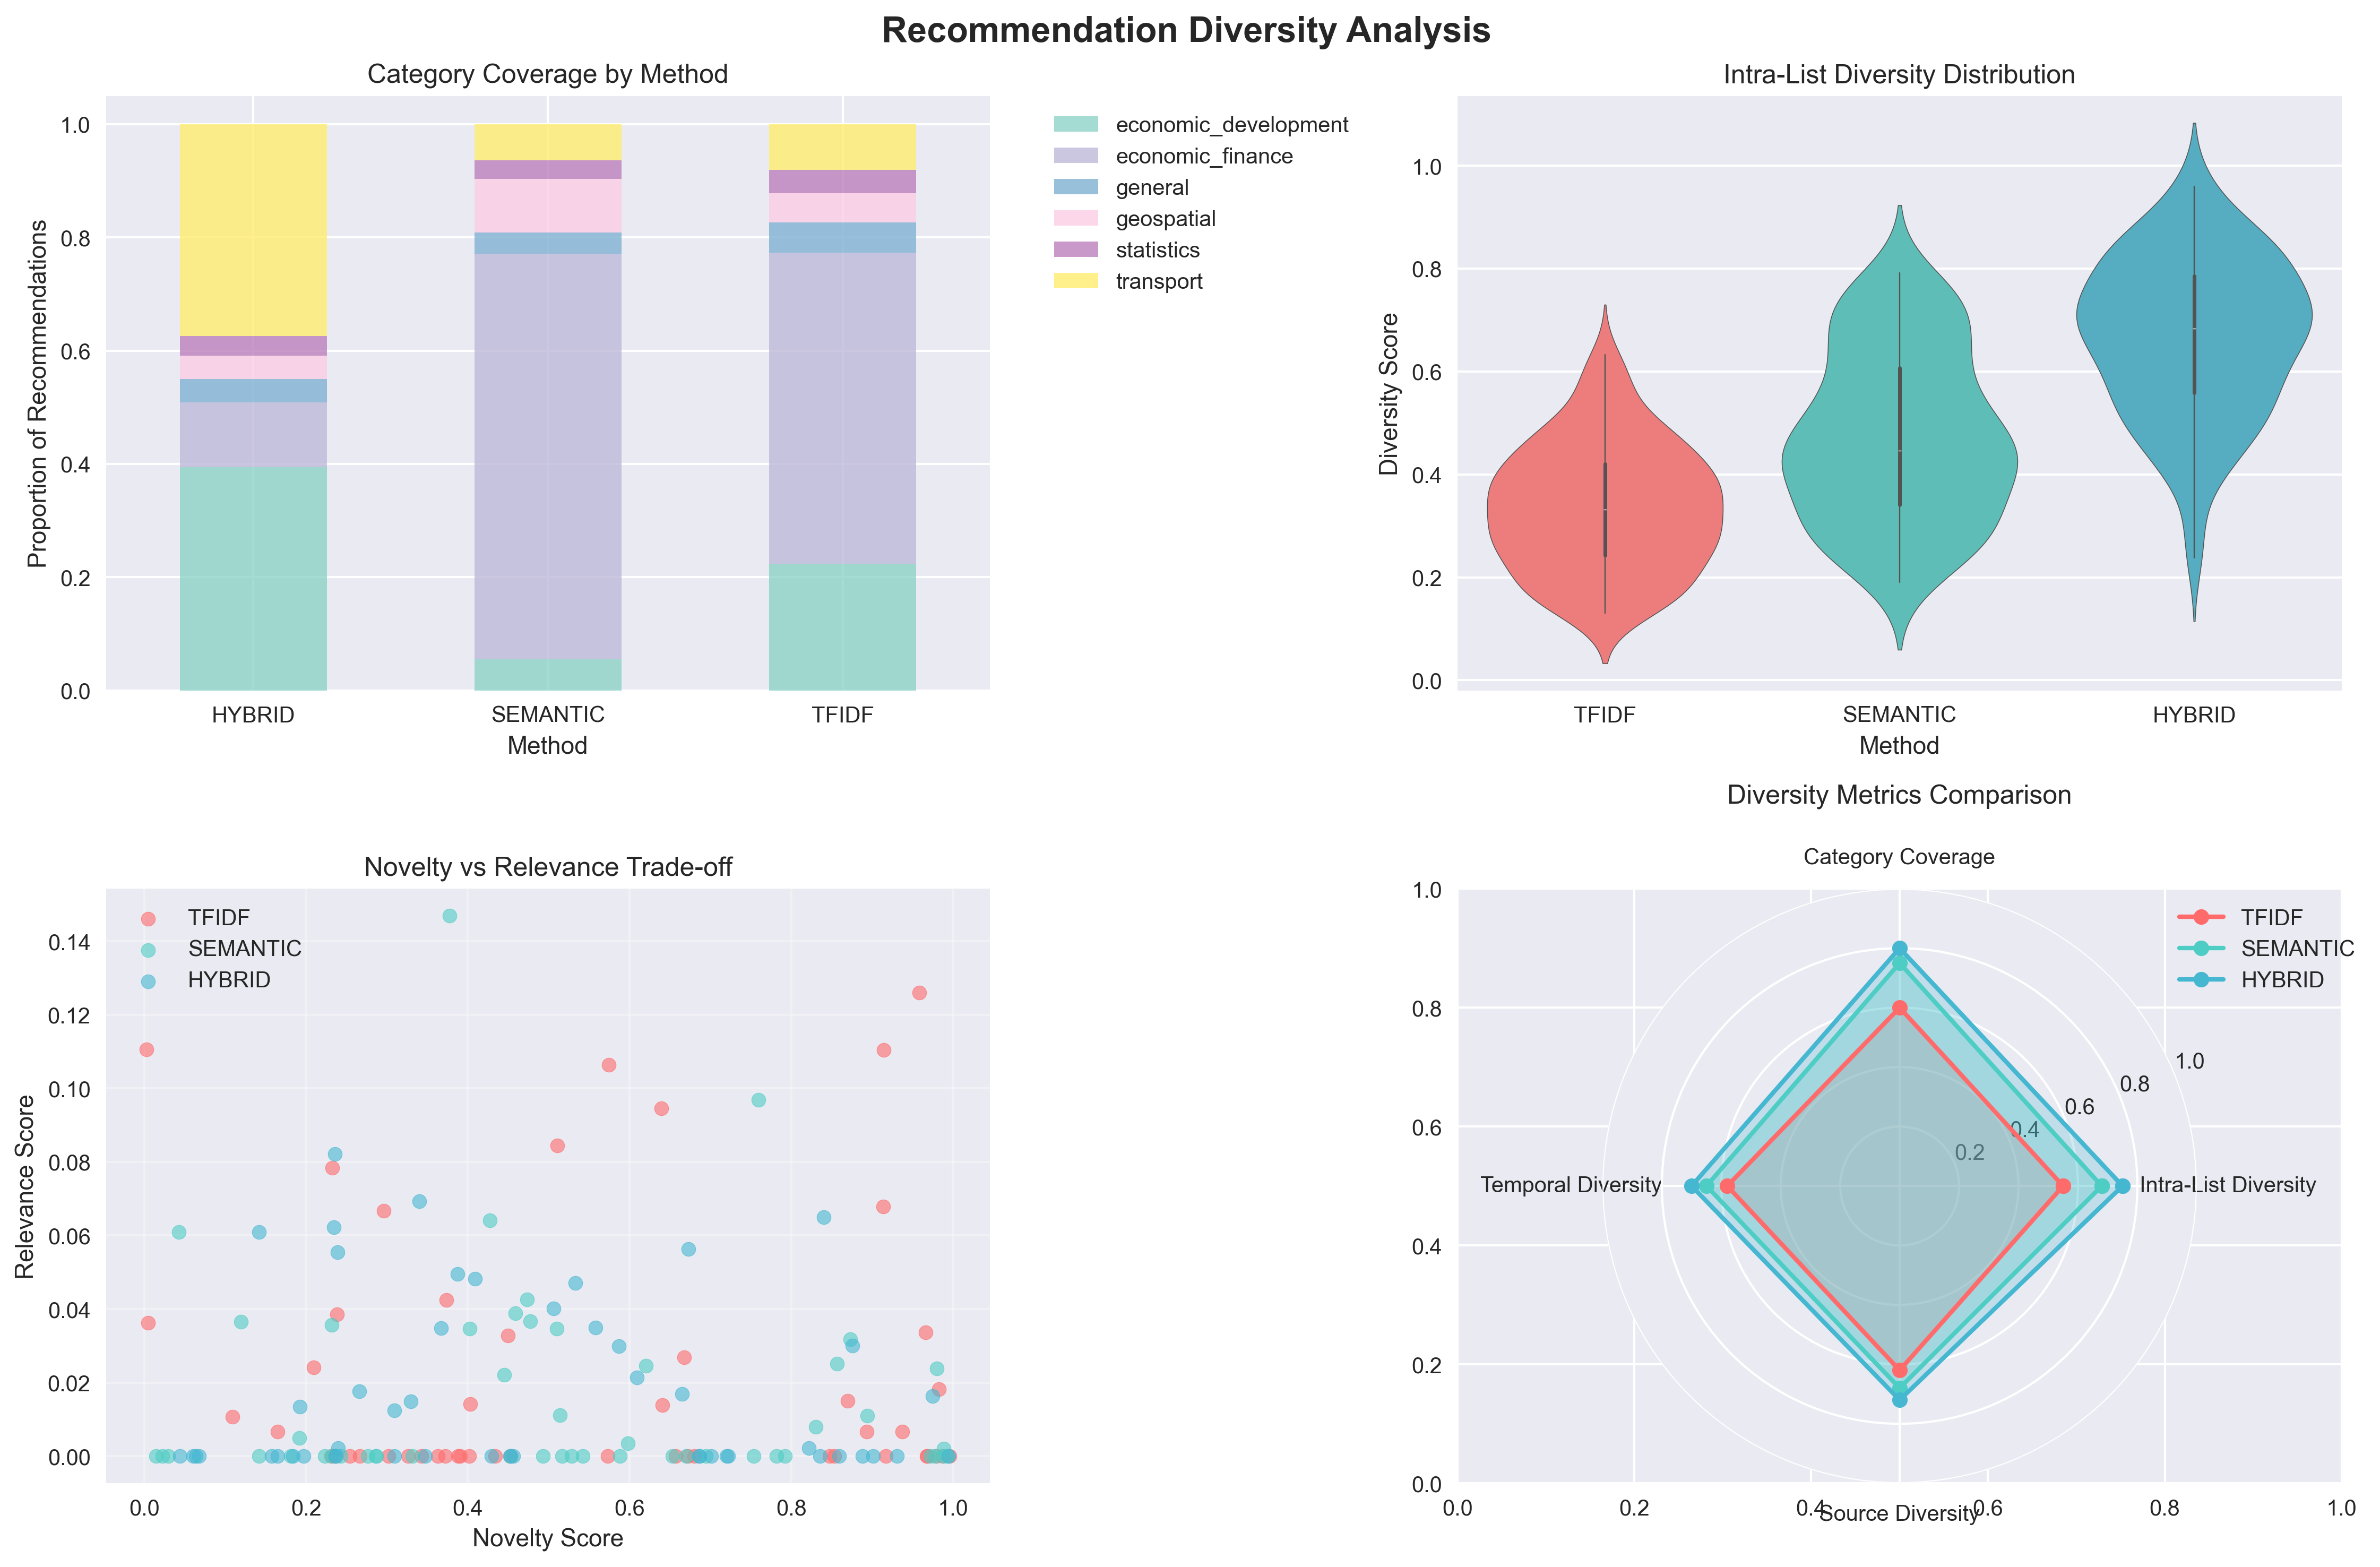 Recommendation Diversity Analysis
Category Coverage by Method
Proportion of Recommendations
1.0
0.8
0.6
0.4
0.2
0.0
HYBRID
SEMANTIC
TFIDF
Method
economic_development
economic_finance
general
geospatial
statistics
transport
Intra-List Diversity Distribution
Diversity Score
1.0
0.8
0.6
0.4
0.2
0.0
TFIDF
SEMANTIC
HYBRID
Method
Novelty vs Relevance Trade-off
Relevance Score
TFIDF
SEMANTIC
HYBRID
0.14
0.12
0.10
0.08
0.06
0.04
0.02
0.00
0.0
0.2
0.4
0.6
0.8
1.0
Novelty Score
Diversity Metrics Comparison
Category Coverage
TFIDF
SEMANTIC
HYBRID
1.0
0.8
0.6
0.4
0.2
0.0
1.0
0.8
0.6
0.4
0.2
Temporal Diversity
Intra-List Diversity
0.0
0.2
0.4
0.6
0.8
1.0
Source Diversity